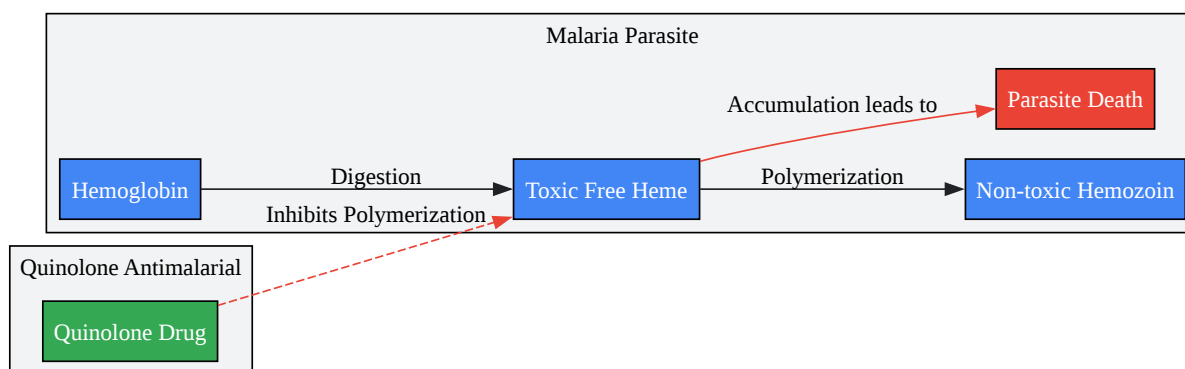 Malaria Parasite
Accumulation leads to
Parasite Death
Hemoglobin
Digestion
Toxic Free Heme
Polymerization
Non-toxic Hemozoin
Inhibits Polymerization
Quinolone Antimalarial
Quinolone Drug